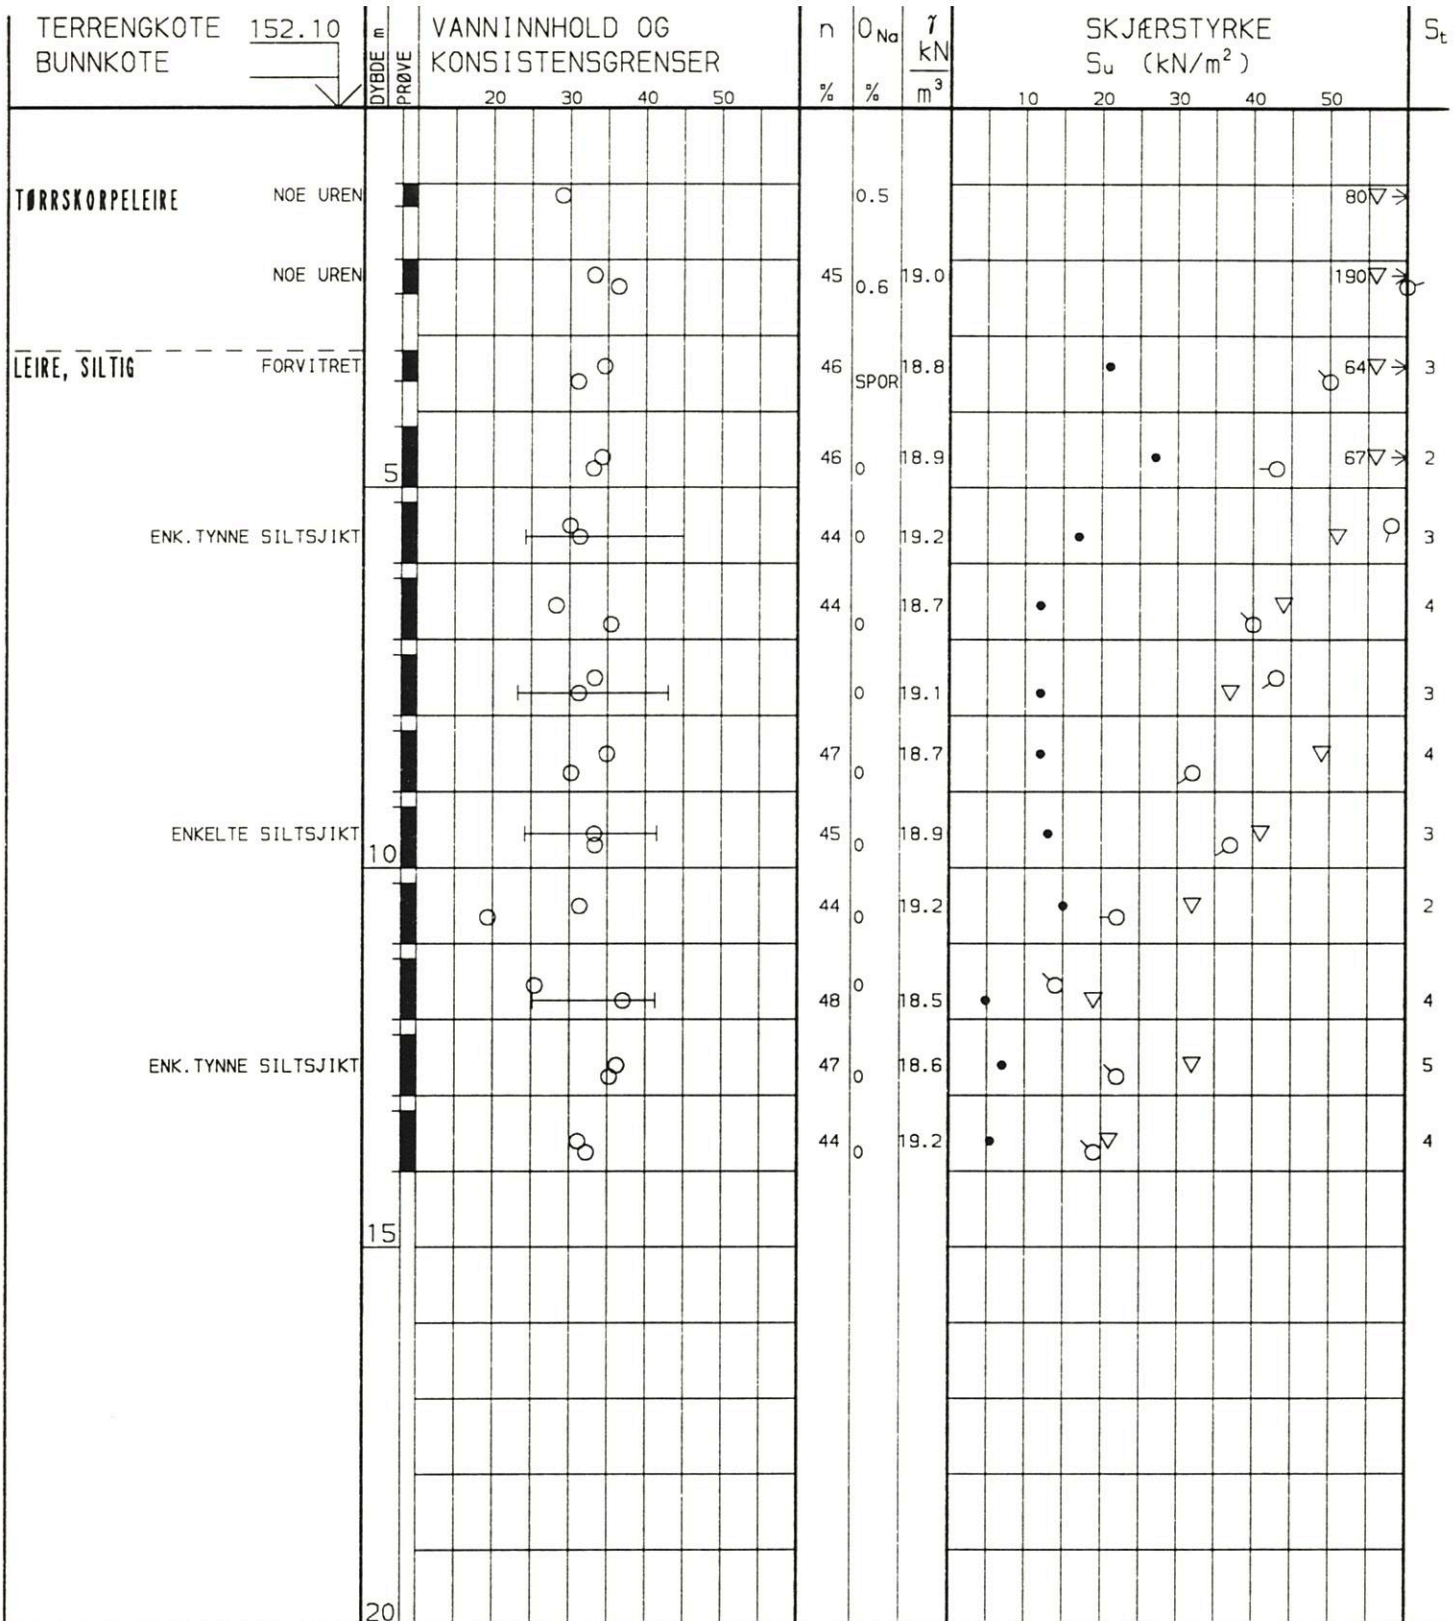 TERRENGKOTE 152.10
BUNNKOTE
DYBDE m
PRØVE
VANNINNHOLD OG
KONSISTENSGRENSER
20 30 40 50
n
%
O Na
%
γ
kN
m³
SKJÆRSTYRKE
Su (kN/m²)
10 20 30 40 50
St
TØRRSKORPELEIRE NOE UREN 0.5 80
NOE UREN 45 0.6 19.0 190
LEIRE, SILTIG FORVITRET 46 SPOR 18.8 64 3
5 46 0 18.9 67 2
ENK.TYNNE SILTSJIKT 44 0 19.2 3
44 0 18.7 4
0 19.1 3
47 0 18.7 4
ENKELTE SILTSJIKT 45 0 18.9 3
10
44 0 19.2 2
48 0 18.5 4
ENK.TYNNE SILTSJIKT 47 0 18.6 5
44 0 19.2 4
15
20